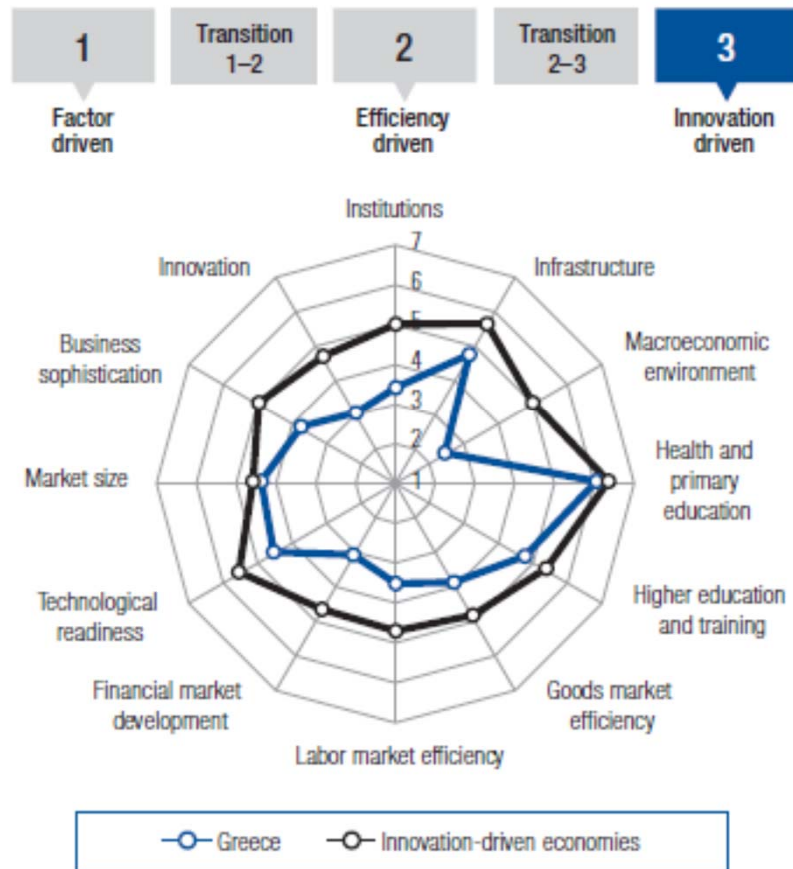 1
Transition
1–2
2
Transition
2–3
3
Factor
driven
Efficiency
driven
Innovation
driven
Institutions
7
6
5
4
3
2
1
Innovation
Infrastructure
Business
sophistication
Macroeconomic
environment
Market size
Health and
primary
education
Technological
readiness
Higher education
and training
Financial market
development
Goods market
efficiency
Labor market efficiency
Greece
Innovation-driven economies